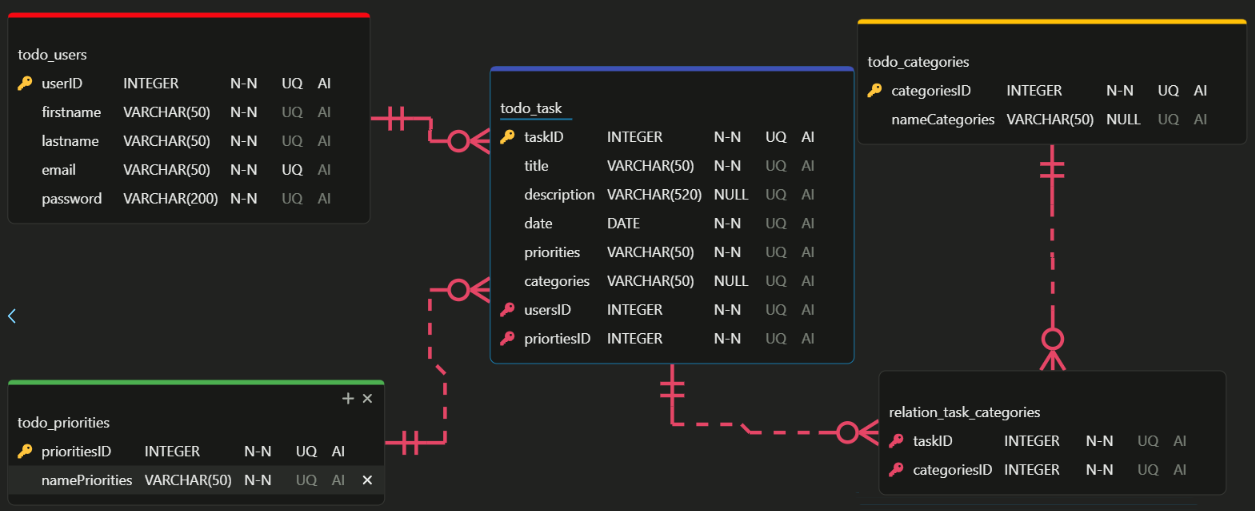 todo_users
userID INTEGER N-N UQ AI
firstname VARCHAR(50) N-N UQ AI
lastname VARCHAR(50) N-N UQ AI
email VARCHAR(50) N-N UQ AI
password VARCHAR(200) N-N UQ AI
todo_task
taskID INTEGER N-N UQ AI
title VARCHAR(50) N-N UQ AI
description VARCHAR(520) NULL UQ AI
date DATE N-N UQ AI
priorities VARCHAR(50) N-N UQ AI
categories VARCHAR(50) NULL UQ AI
usersID INTEGER N-N UQ AI
priortiesID INTEGER N-N UQ AI
todo_categories
categoriesID INTEGER N-N UQ AI
nameCategories VARCHAR(50) NULL UQ AI
todo_priorities
prioritiesID INTEGER N-N UQ AI
namePriorities VARCHAR(50) N-N UQ AI
relation_task_categories
taskID INTEGER N-N UQ AI
categoriesID INTEGER N-N UQ AI